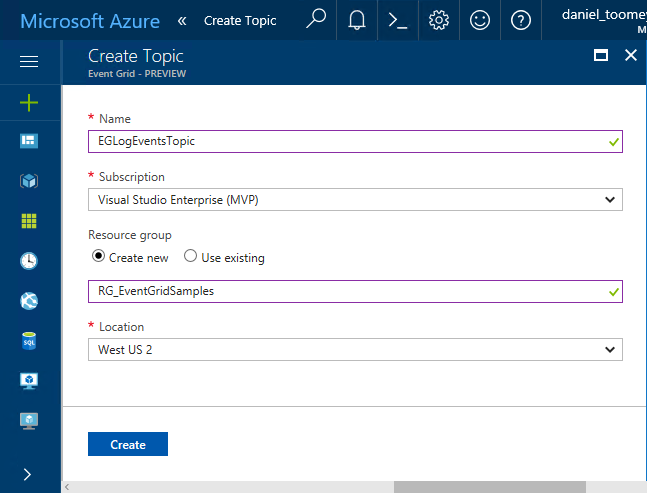 Microsoft Azure « Create Topic
daniel_toomey
Create Topic
Event Grid - PREVIEW
* Name
EGLogEventsTopic
* Subscription
Visual Studio Enterprise (MVP)
Resource group
Create new Use existing
RG_EventGridSamples
* Location
West US 2
Create
SQL